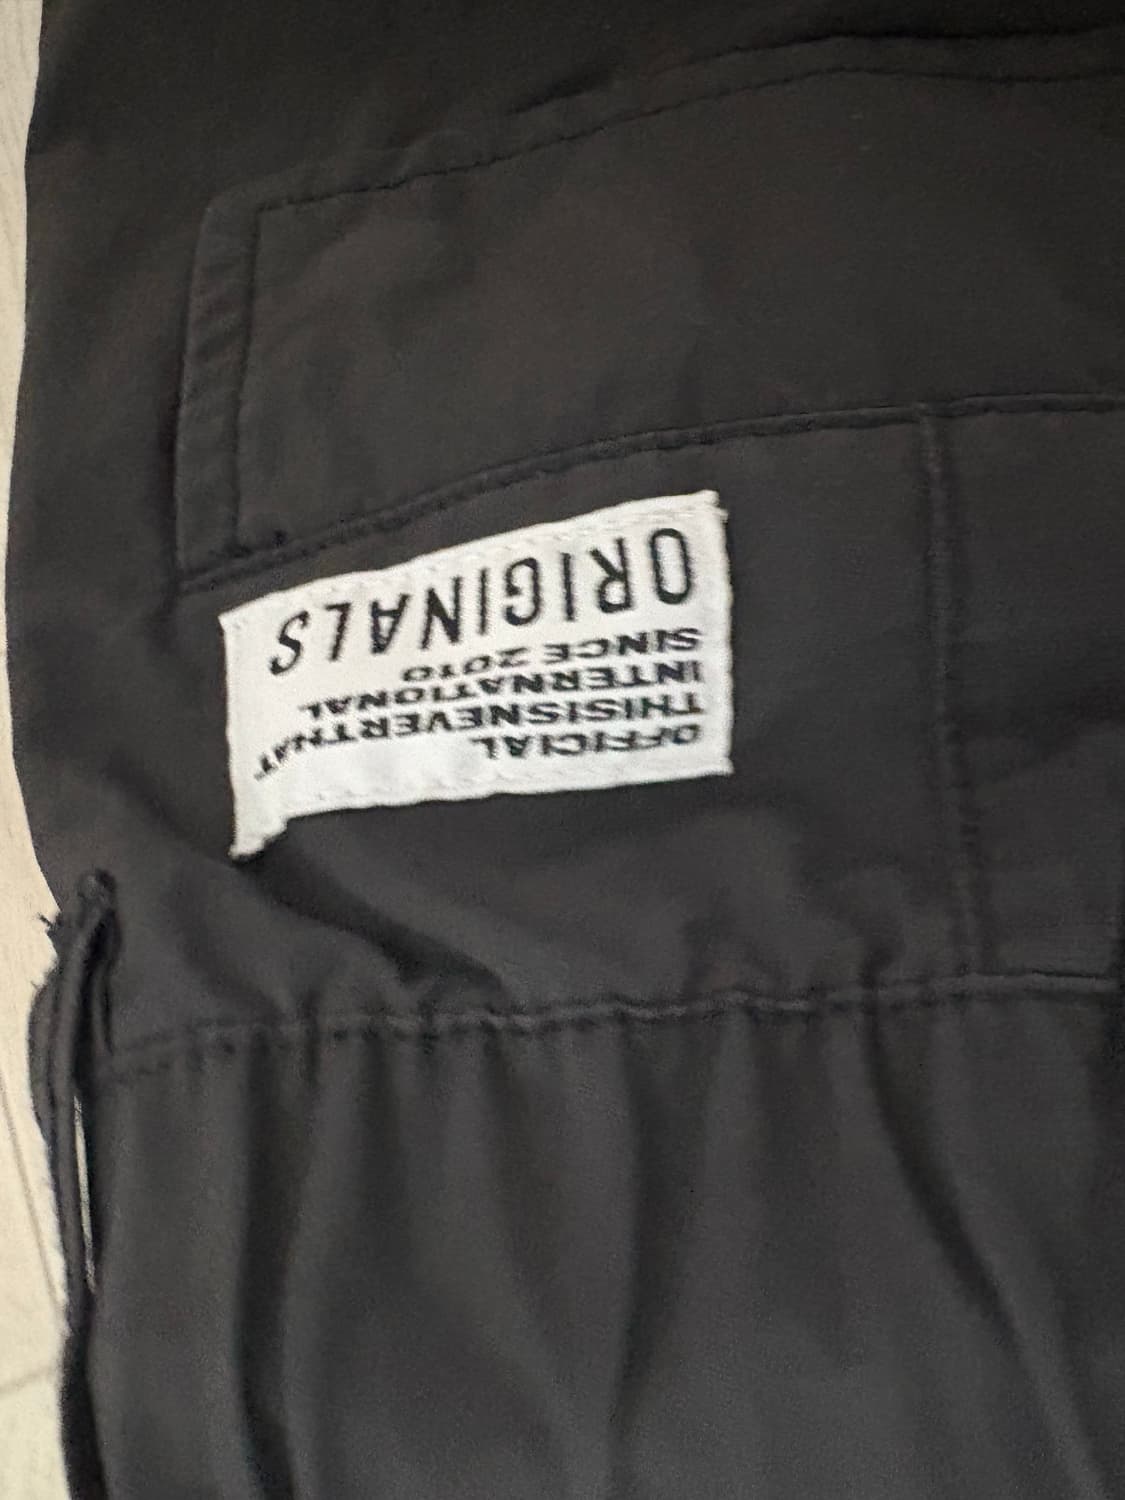 OFFICIAL
THISISNEVERTHAT
INTERNATIONAL
SINCE 2010
ORIGINALS